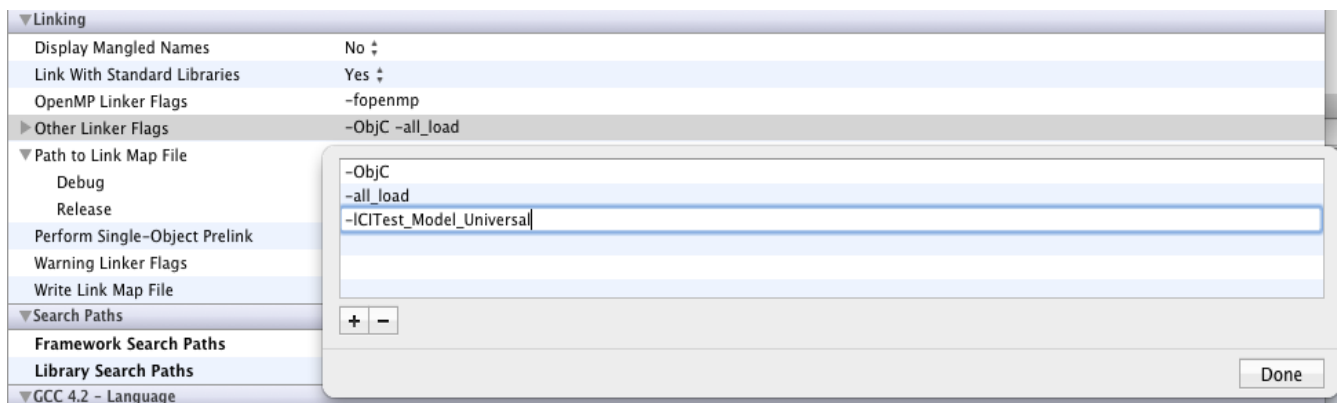 Linking
Display Mangled Names No
Link With Standard Libraries Yes
OpenMP Linker Flags -fopenmp
Other Linker Flags -ObjC -all_load
Path to Link Map File
Debug
Release
Perform Single-Object Prelink
Warning Linker Flags
Write Link Map File
Search Paths
Framework Search Paths
Library Search Paths
GCC 4.2 - Language
-ObjC
-all_load
-lCITest_Model_Universal
+ -
Done